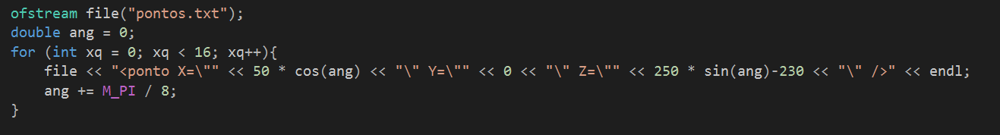 ofstream file("pontos.txt");
double ang = 0;
for (int xq = 0; xq < 16; xq++){
    file << "<ponto X=\"" << 50 * cos(ang) << "\" Y=\"" << 0 << "\" Z=\"" << 250 * sin(ang)-230 << "\" />" << endl;
    ang += M_PI / 8;
}